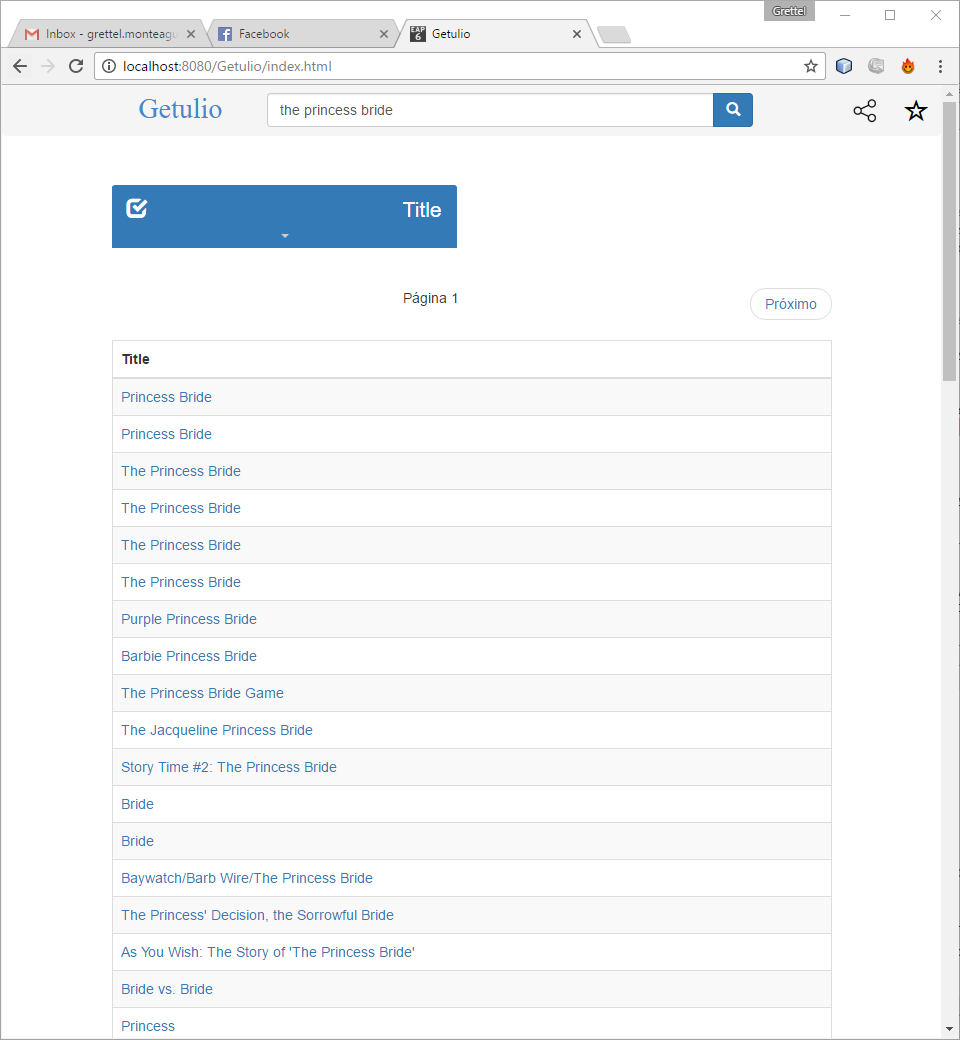 Grettel
Inbox - grettel.monteagu
Facebook
EAP 6
Getulio
localhost:8080/Getulio/index.html
Getulio
the princess bride
Title
Página 1
Próximo
Title
Princess Bride
Princess Bride
The Princess Bride
The Princess Bride
The Princess Bride
The Princess Bride
Purple Princess Bride
Barbie Princess Bride
The Princess Bride Game
The Jacqueline Princess Bride
Story Time #2: The Princess Bride
Bride
Bride
Baywatch/Barb Wire/The Princess Bride
The Princess' Decision, the Sorrowful Bride
As You Wish: The Story of 'The Princess Bride'
Bride vs. Bride
Princess